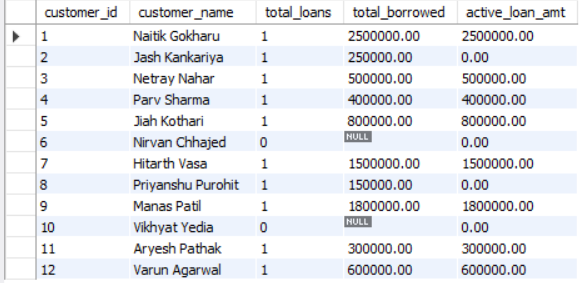 customer_id customer_name total_loans total_borrowed active_loan_amt
1 Naitik Gokharu 1 2500000.00 2500000.00
2 Jash Kankariya 1 250000.00 0.00
3 Netray Nahar 1 500000.00 500000.00
4 Parv Sharma 1 400000.00 400000.00
5 Jiah Kothari 1 800000.00 800000.00
6 Nirvan Chhajed 0 NULL 0.00
7 Hitarth Vasa 1 1500000.00 1500000.00
8 Priyanshu Purohit 1 150000.00 0.00
9 Manas Patil 1 1800000.00 1800000.00
10 Vikhyat Yedia 0 NULL 0.00
11 Aryesh Pathak 1 300000.00 300000.00
12 Varun Agarwal 1 600000.00 600000.00